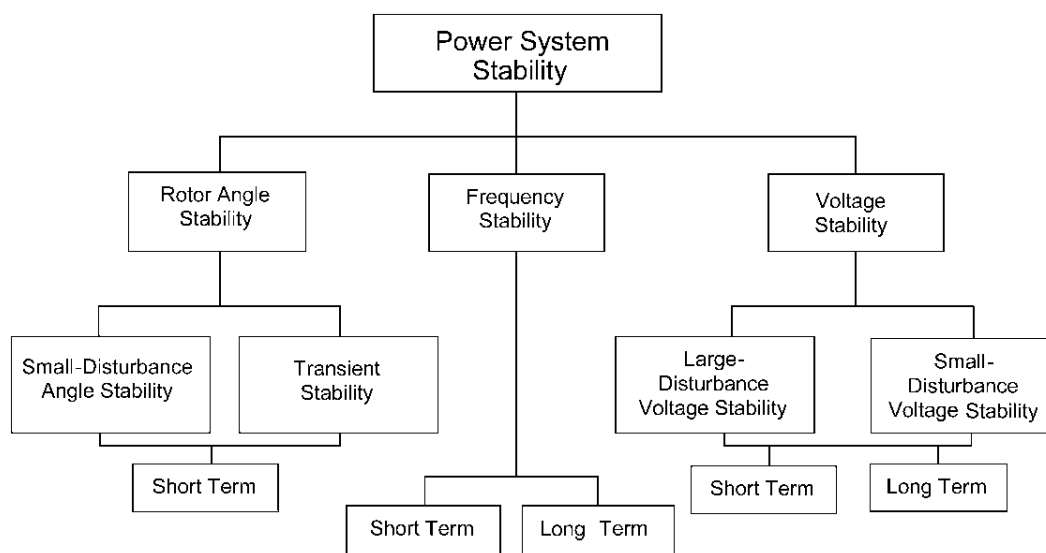 Power System
Stability
Rotor Angle
Stability
Frequency
Stability
Voltage
Stability
Small-Disturbance
Angle Stability
Transient
Stability
Large-
Disturbance
Voltage Stability
Small-
Disturbance
Voltage Stability
Short Term
Short Term
Long Term
Short Term
Long Term